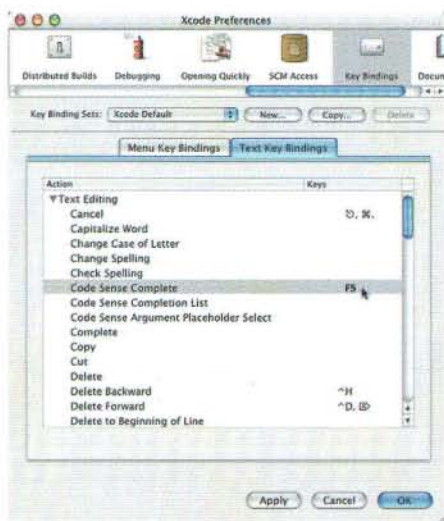 Xcode Preferences
Distributed Builds Debugging Opening Quickly SCM Access Key Bindings Docum
Key Binding Sets: Xcode Default New... Copy... Delete
Menu Key Bindings Text Key Bindings
Action Keys
Text Editing
Cancel ⎋, ⌘.
Capitalize Word
Change Case of Letter
Change Spelling
Check Spelling
Code Sense Complete F5
Code Sense Completion List
Code Sense Argument Placeholder Select
Complete
Copy
Cut
Delete
Delete Backward ^H
Delete Forward ^D, ⌦
Delete to Beginning of Line
Apply Cancel OK